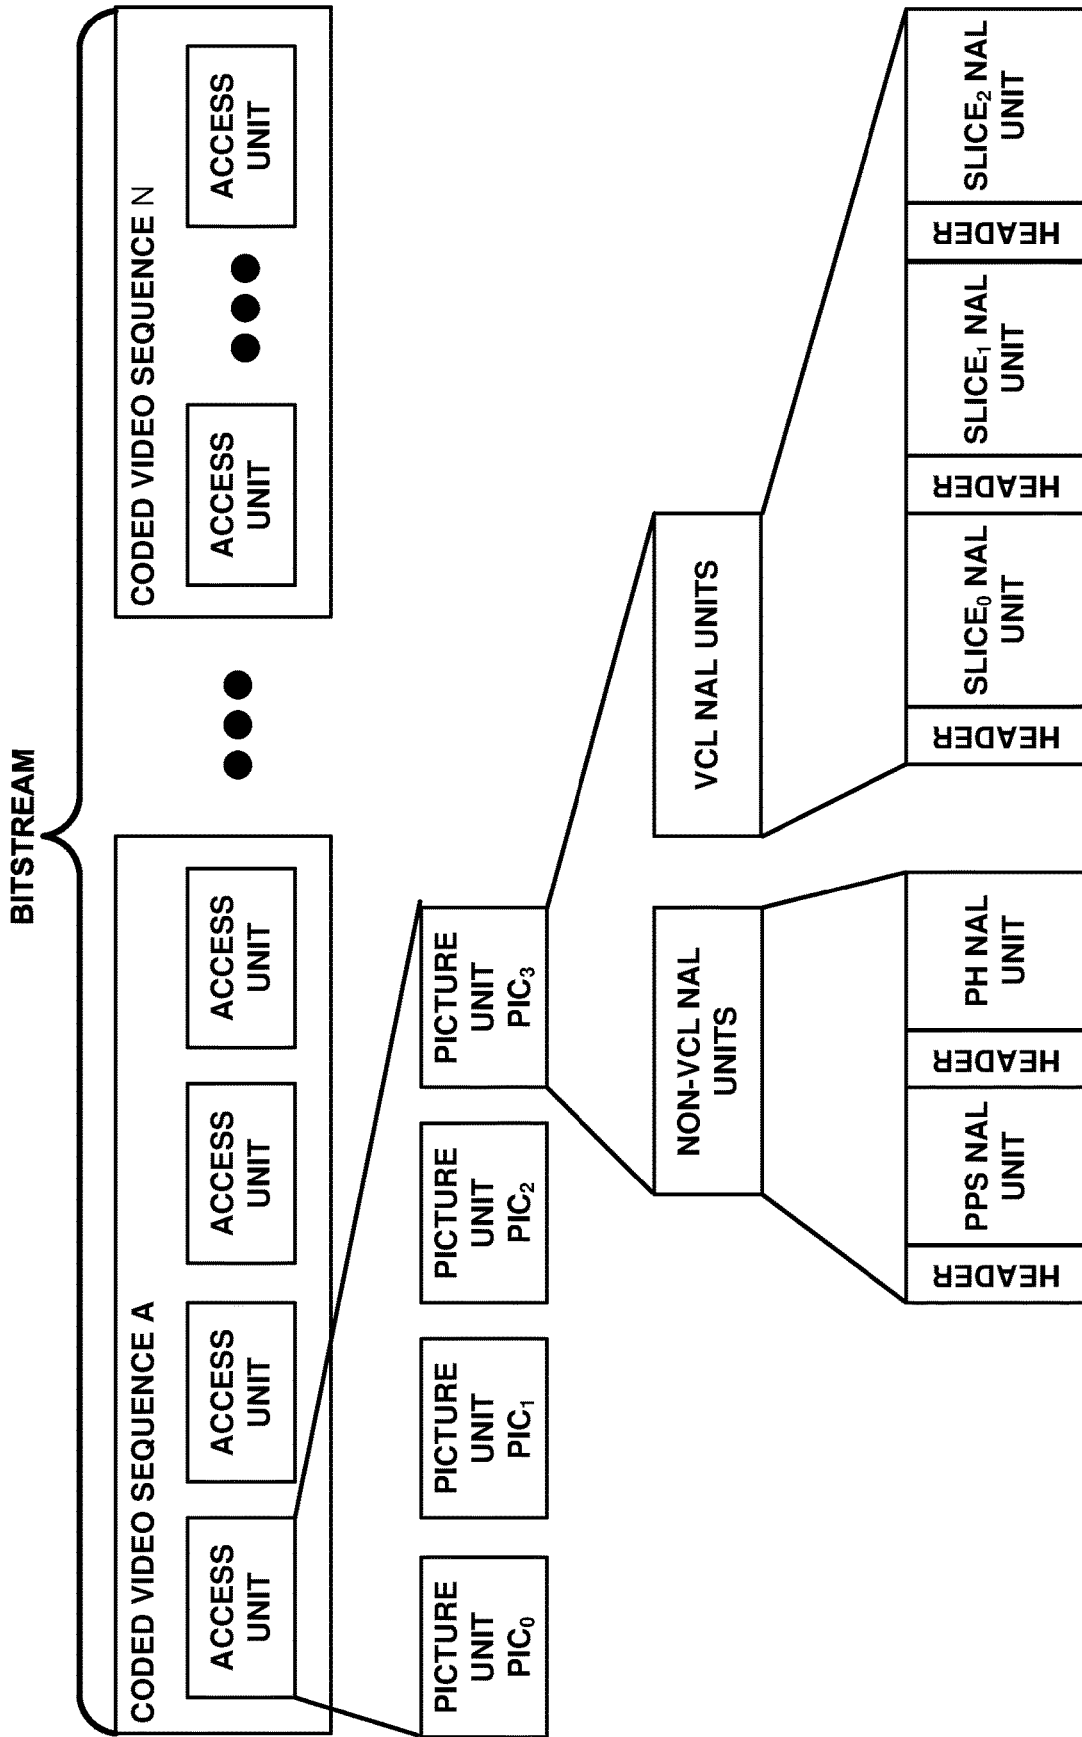 BITSTREAM
CODED VIDEO SEQUENCE A
ACCESS
UNIT
ACCESS
UNIT
ACCESS
UNIT
ACCESS
UNIT
CODED VIDEO SEQUENCE N
ACCESS
UNIT
ACCESS
UNIT
PICTURE
UNIT
PIC₀
PICTURE
UNIT
PIC₁
PICTURE
UNIT
PIC₂
PICTURE
UNIT
PIC₃
NON-VCL NAL
UNITS
VCL NAL UNITS
HEADER
PPS NAL
UNIT
HEADER
PH NAL
UNIT
HEADER
SLICE₀ NAL
UNIT
HEADER
SLICE₁ NAL
UNIT
HEADER
SLICE₂ NAL
UNIT